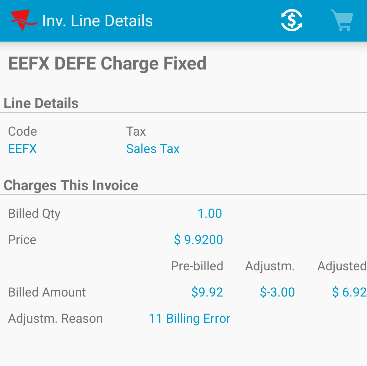 Inv. Line Details
EEFX DEFE Charge Fixed
Line Details
Code Tax
EEFX Sales Tax
Charges This Invoice
Billed Qty 1.00
Price $ 9.9200
Pre-billed Adjustm. Adjusted
Billed Amount $9.92 $-3.00 $ 6.92
Adjustm. Reason 11 Billing Error